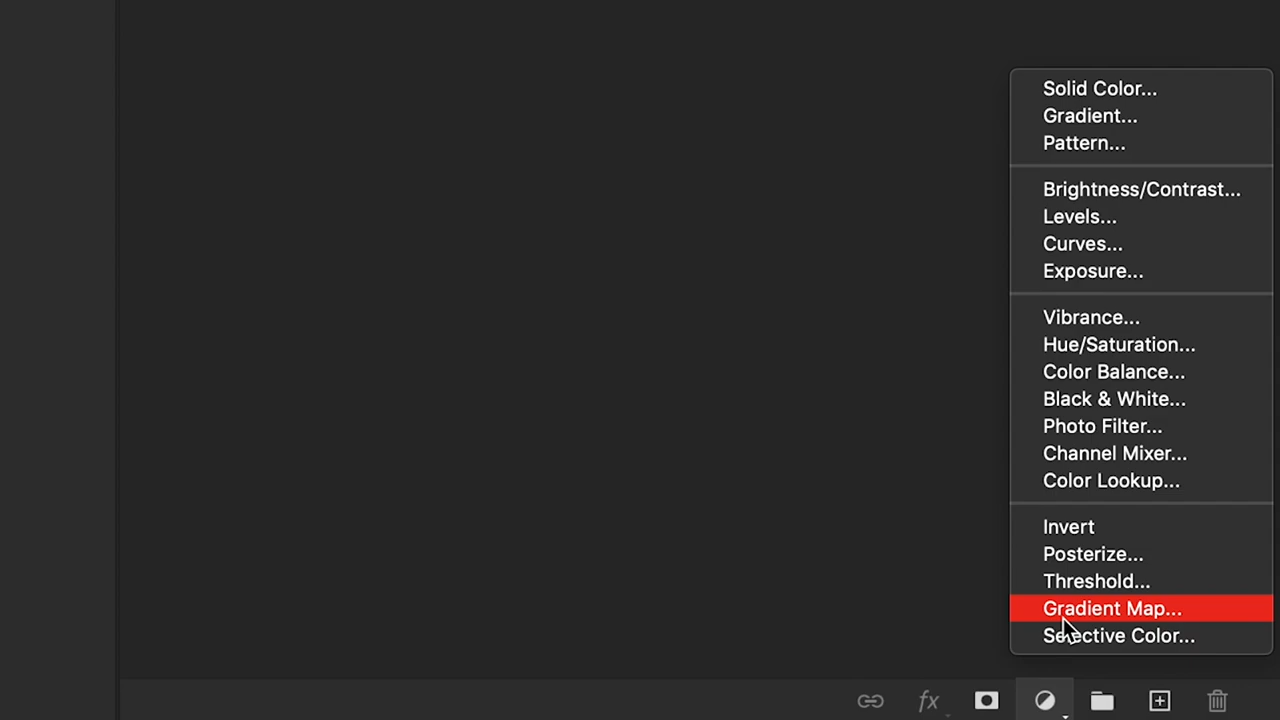 Solid Color...
Gradient...
Pattern...
Brightness/Contrast...
Levels...
Curves...
Exposure...
Vibrance...
Hue/Saturation...
Color Balance...
Black & White...
Photo Filter...
Channel Mixer...
Color Lookup...
Invert
Posterize...
Threshold...
Gradient Map...
Selective Color...
fx